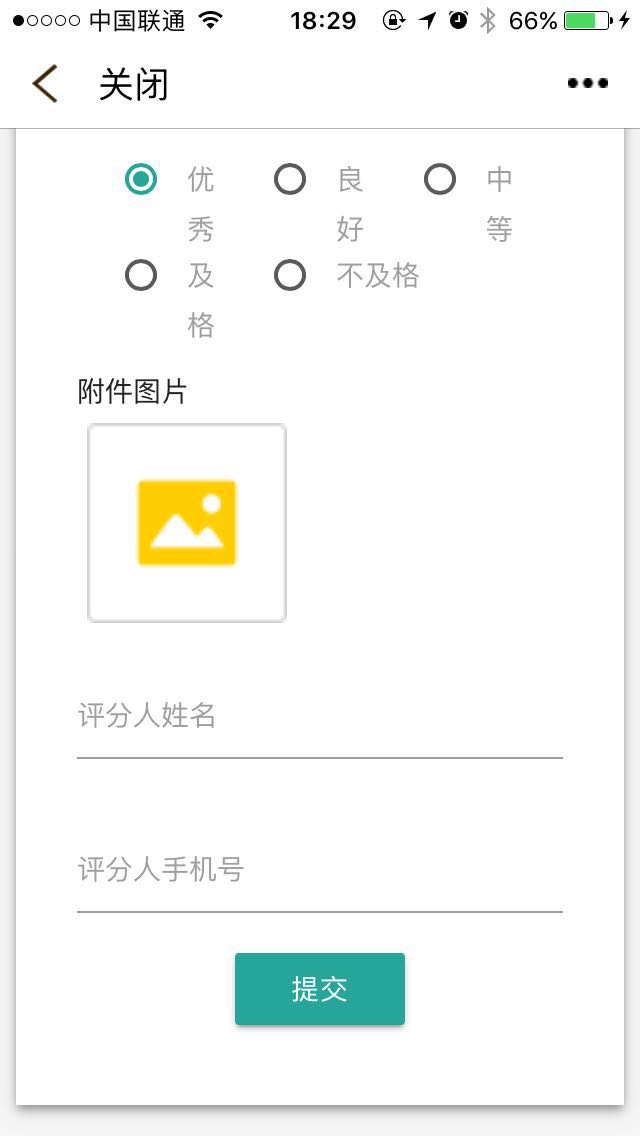 中国联通 18:29 66%
关闭
优 良 中
秀 好 等
及 不及格
格
附件图片
评分人姓名
评分人手机号
提交